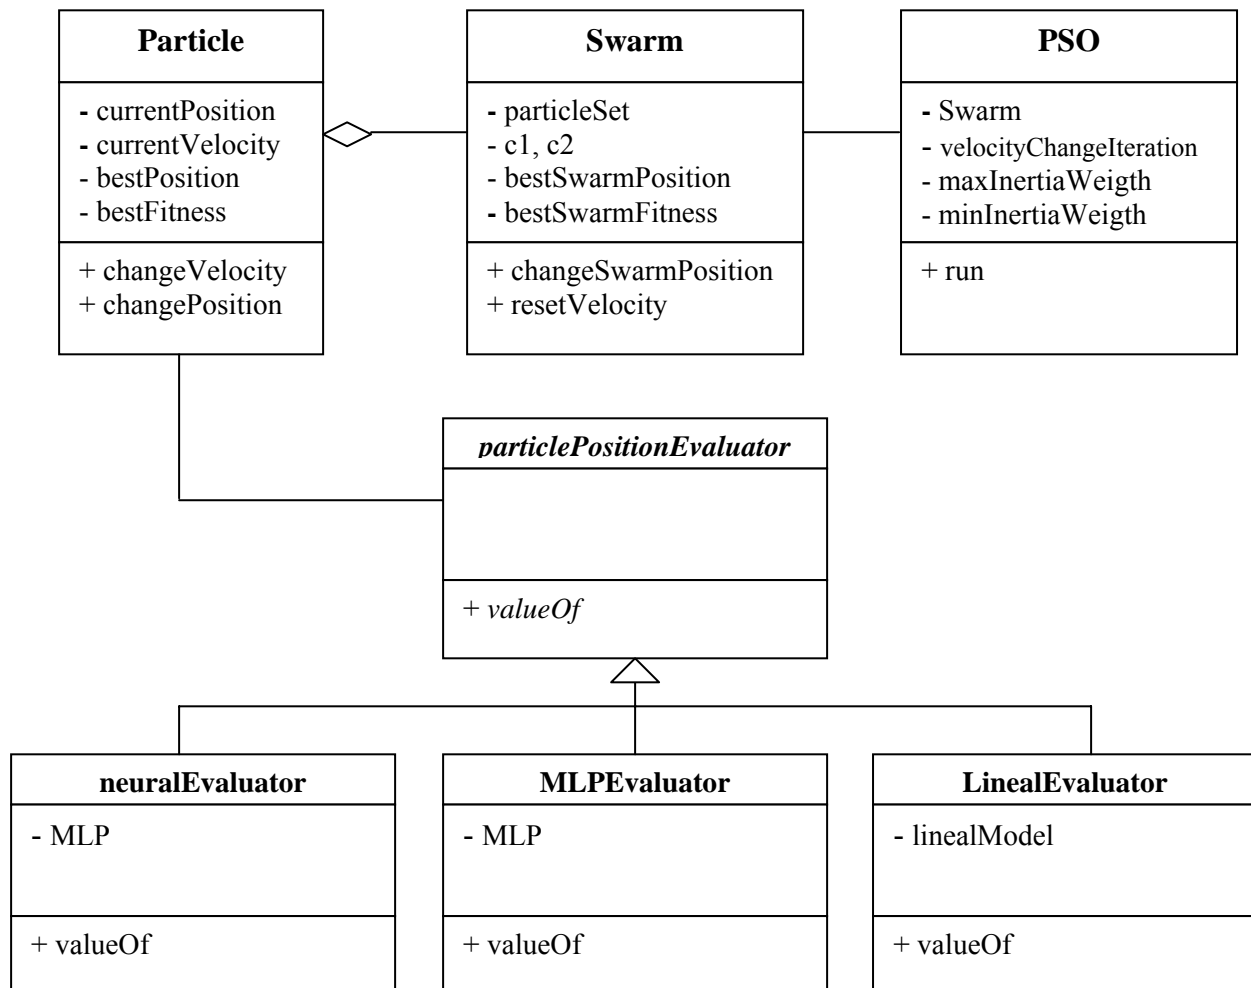 Particle
- currentPosition
- currentVelocity
- bestPosition
- bestFitness
+ changeVelocity
+ changePosition
Swarm
- particleSet
- c1, c2
- bestSwarmPosition
- bestSwarmFitness
+ changeSwarmPosition
+ resetVelocity
PSO
- Swarm
- velocityChangeIteration
- maxInertiaWeigth
- minInertiaWeigth
+ run
particlePositionEvaluator
+ valueOf
neuralEvaluator
- MLP
+ valueOf
MLPEvaluator
- MLP
+ valueOf
LinealEvaluator
- linealModel
+ valueOf